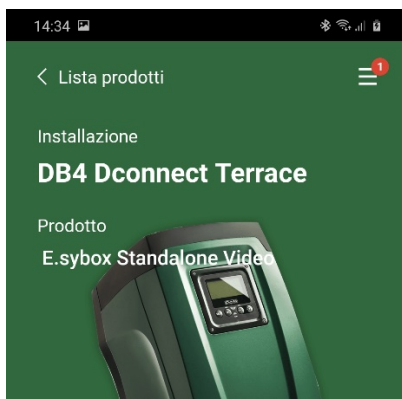 14:34
Lista prodotti
1
Installazione
DB4 Dconnect Terrace
Prodotto
E.sybox Standalone Video